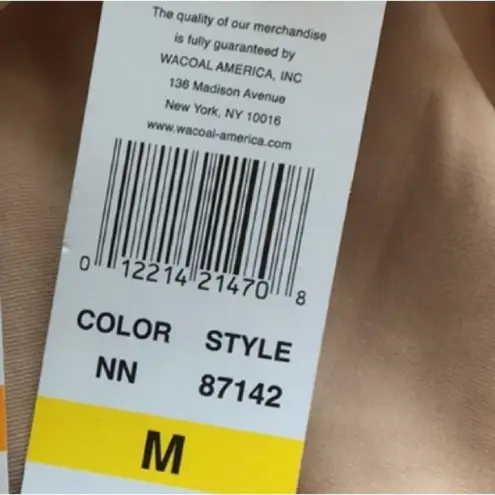 The quality of our merchandise
is fully guaranteed by
WACOAL AMERICA, INC
136 Madison Avenue
New York, NY 10016
www.wacoal-america.com
0 12214 21470 8
COLOR STYLE
NN 87142
M